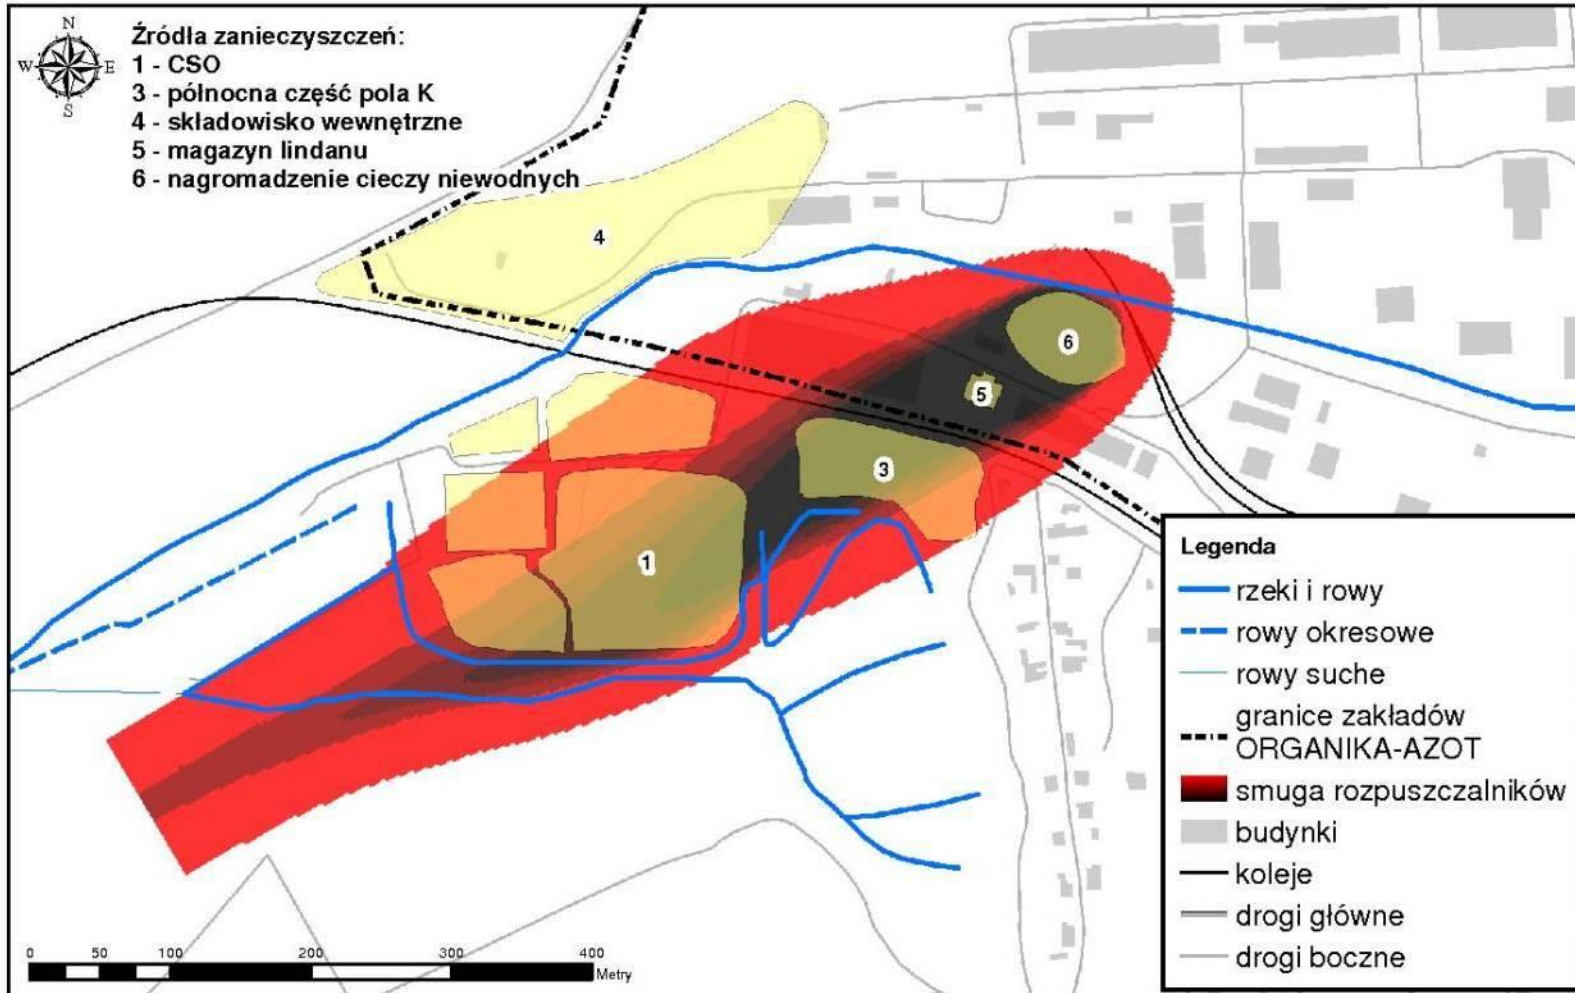 N
W E
S
Źródła zanieczyszczeń:
1 - CSO
3 - północna część pola K
4 - składowisko wewnętrzne
5 - magazyn lindanu
6 - nagromadzenie cieczy niewodnych
4
6
5
3
1
Legenda
rzeki i rowy
rowy okresowe
rowy suche
granice zakładów
ORGANIKA-AZOT
smuga rozpuszczalników
budynki
koleje
drogi główne
drogi boczne
0 50 100 200 300 400
Metry